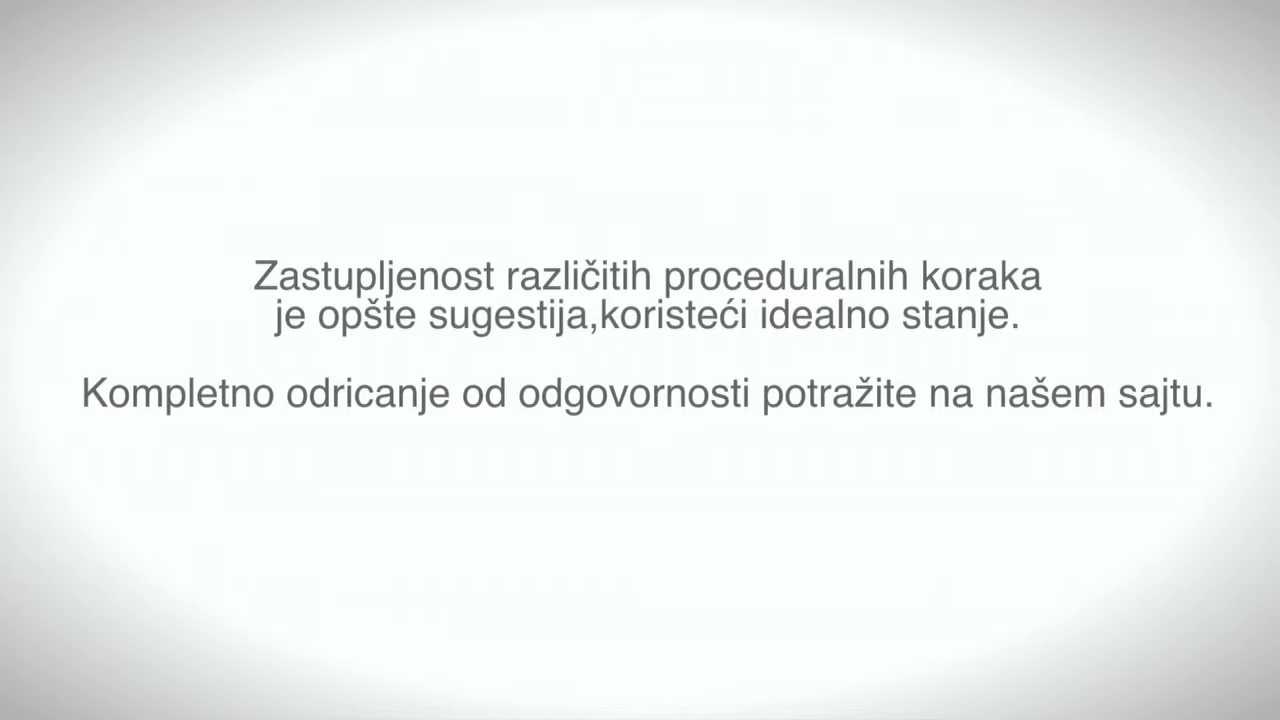 Zastupljenost različitih proceduralnih koraka
je opšte sugestija,koristeći idealno stanje.
Kompletno odricanje od odgovornosti potražite na našem sajtu.